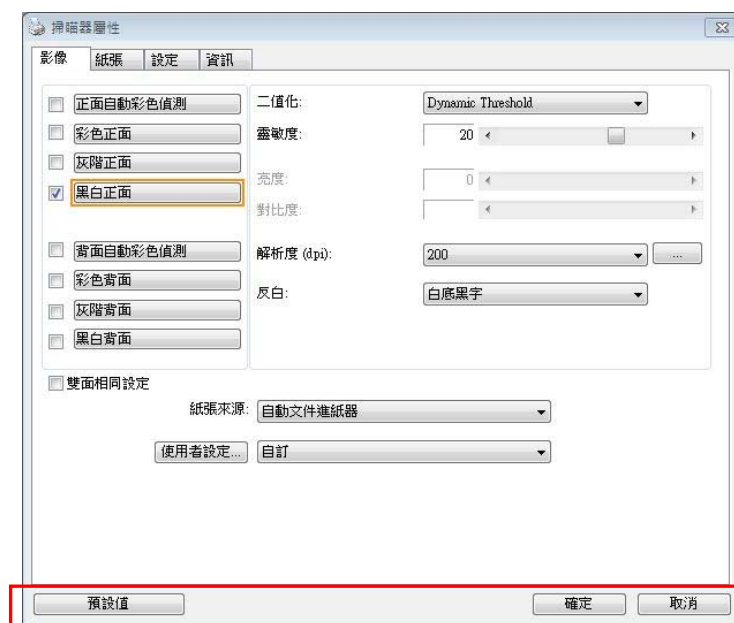 掃瞄器屬性
影像 紙張 設定 資訊
正面自動彩色偵測 二值化: Dynamic Threshold
彩色正面 靈敏度: 20
灰階正面
亮度: 0
黑白正面
對比度:
背面自動彩色偵測 解析度 (dpi): 200 ...
彩色背面
反白: 白底黑字
灰階背面
黑白背面
雙面相同設定
紙張來源: 自動文件進紙器
使用者設定... 自訂
預設值 確定 取消